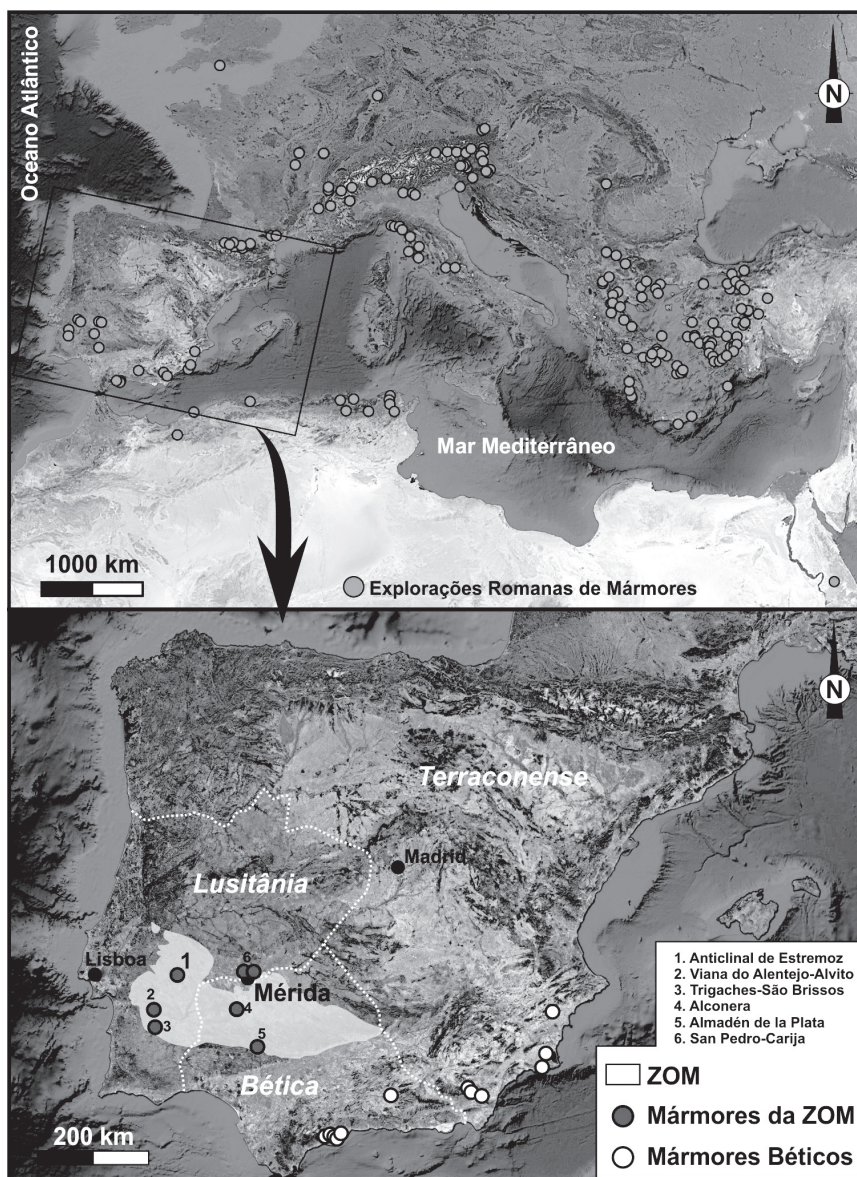 Oceano Atlântico
N
Mar Mediterrâneo
1000 km
Explorações Romanas de Mármores
N
Terraconense
Madrid
Lusitânia
Lisboa
1
6
Mérida
2
4
3
5
Bética
200 km
1. Anticlinal de Estremoz
2. Viana do Alentejo-Alvito
3. Trigaches-São Brissos
4. Alconera
5. Almadén de la Plata
6. San Pedro-Carija
ZOM
Mármores da ZOM
Mármores Béticos